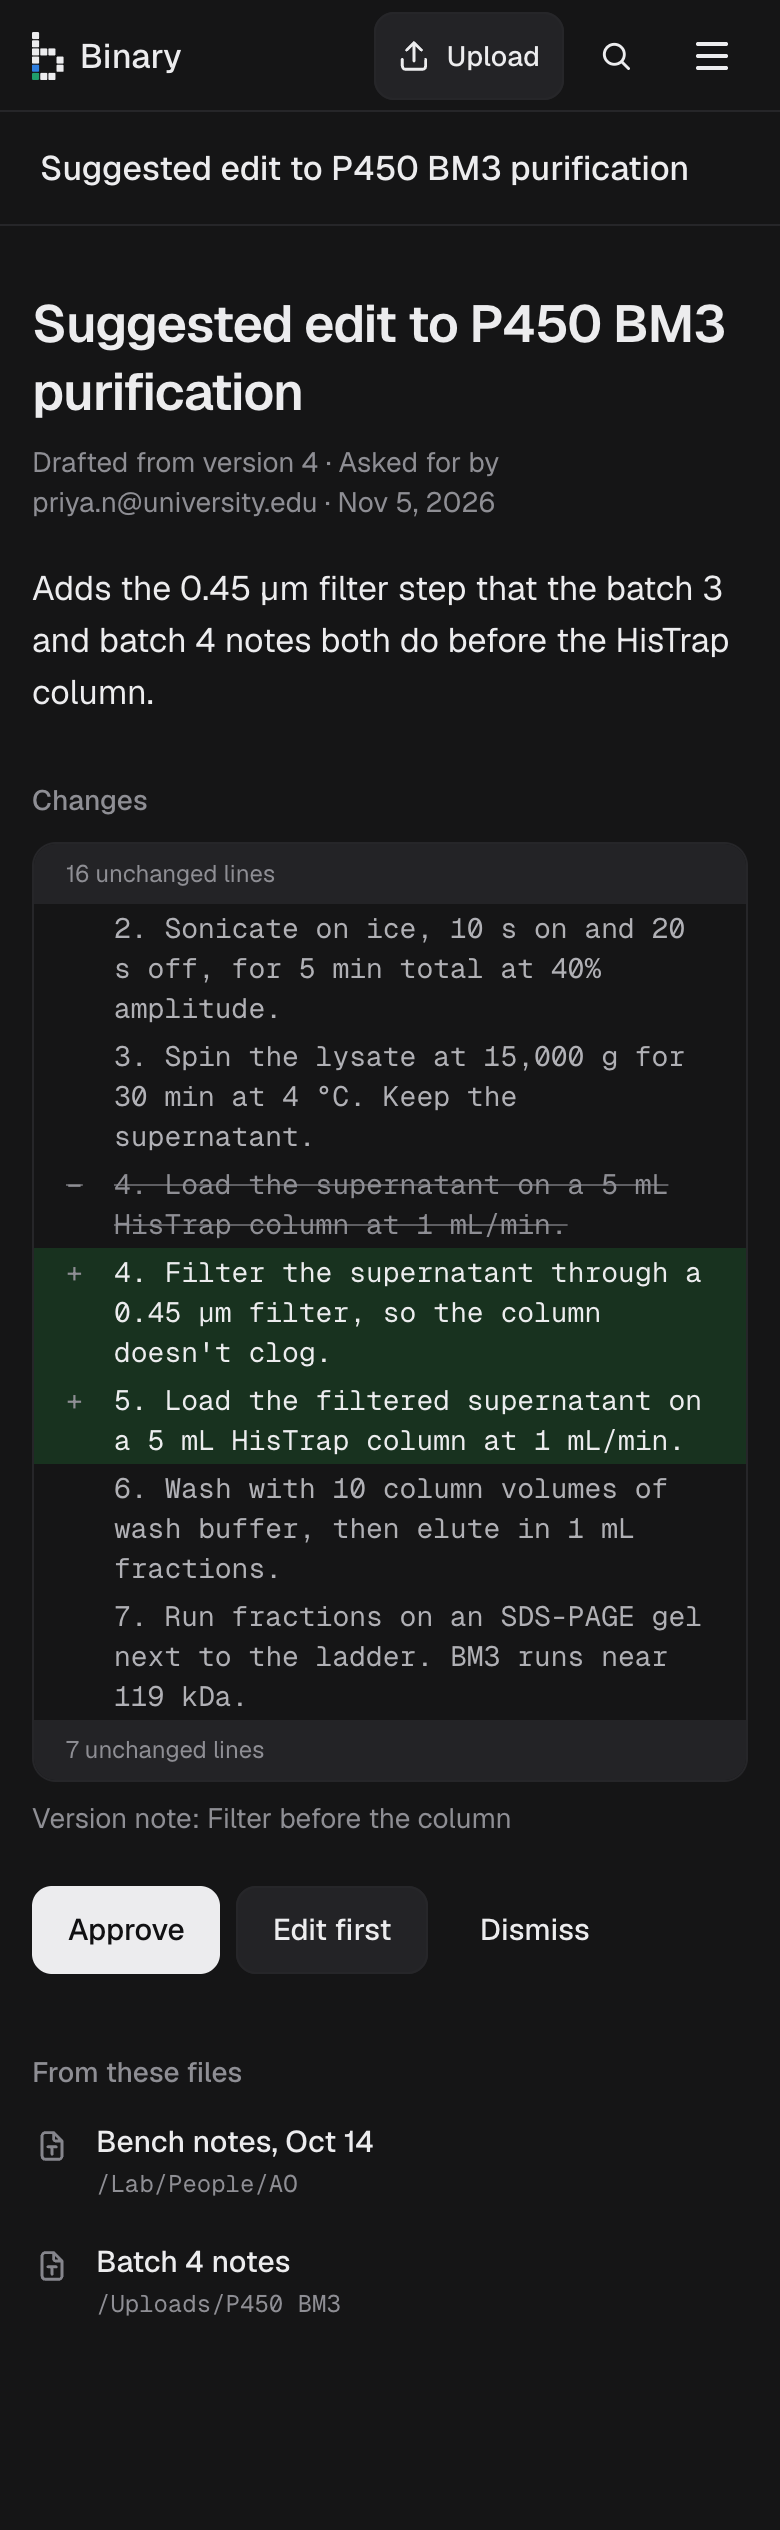 Binary
Upload
Suggested edit to P450 BM3 purification
Suggested edit to P450 BM3
purification
Drafted from version 4 · Asked for by
priya.n@university.edu · Nov 5, 2026
Adds the 0.45 µm filter step that the batch 3
and batch 4 notes both do before the HisTrap
column.
Changes
16 unchanged lines
2. Sonicate on ice, 10 s on and 20
s off, for 5 min total at 40%
amplitude.
3. Spin the lysate at 15,000 g for
30 min at 4 °C. Keep the
supernatant.
− 4. Load the supernatant on a 5 mL
HisTrap column at 1 mL/min.
+ 4. Filter the supernatant through a
0.45 µm filter, so the column
doesn't clog.
+ 5. Load the filtered supernatant on
a 5 mL HisTrap column at 1 mL/min.
6. Wash with 10 column volumes of
wash buffer, then elute in 1 mL
fractions.
7. Run fractions on an SDS-PAGE gel
next to the ladder. BM3 runs near
119 kDa.
7 unchanged lines
Version note: Filter before the column
Approve
Edit first
Dismiss
From these files
Bench notes, Oct 14
/Lab/People/AO
Batch 4 notes
/Uploads/P450 BM3